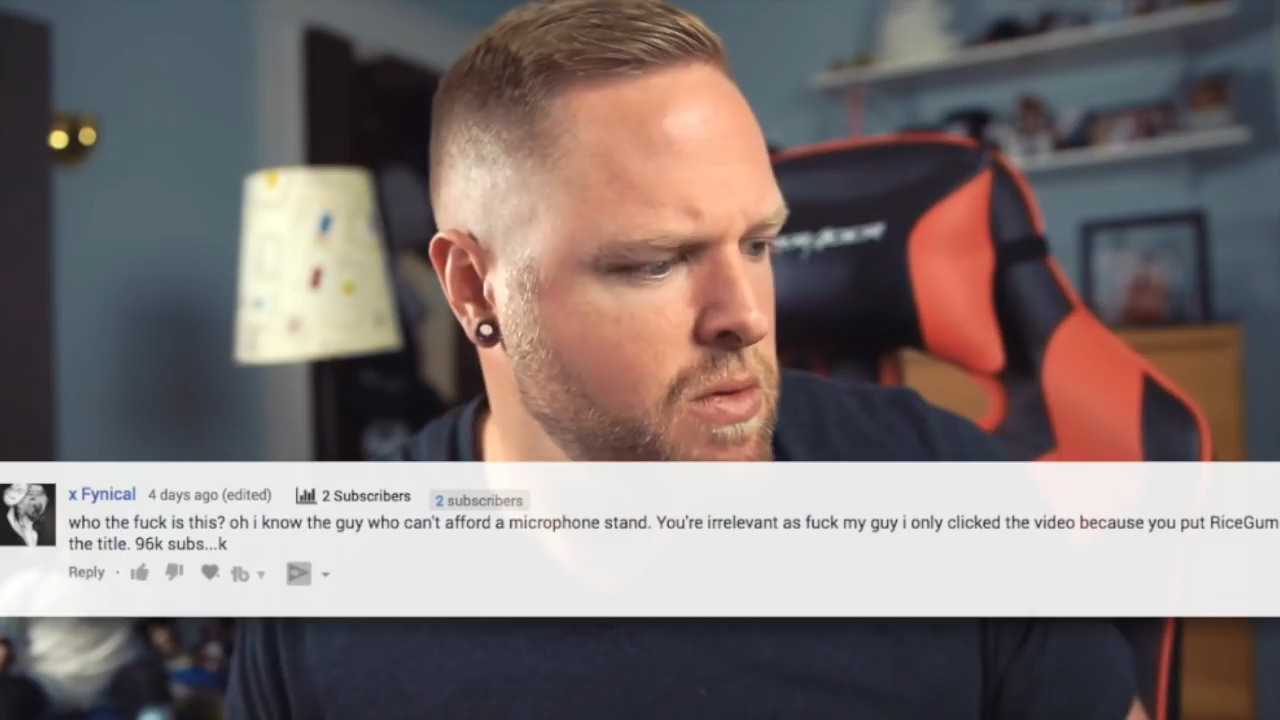 x Fynical 4 days ago (edited) 2 Subscribers 2 subscribers
who the fuck is this? oh i know the guy who can't afford a microphone stand. You're irrelevant as fuck my guy i only clicked the video because you put RiceGum
the title. 96k subs...k
Reply ·